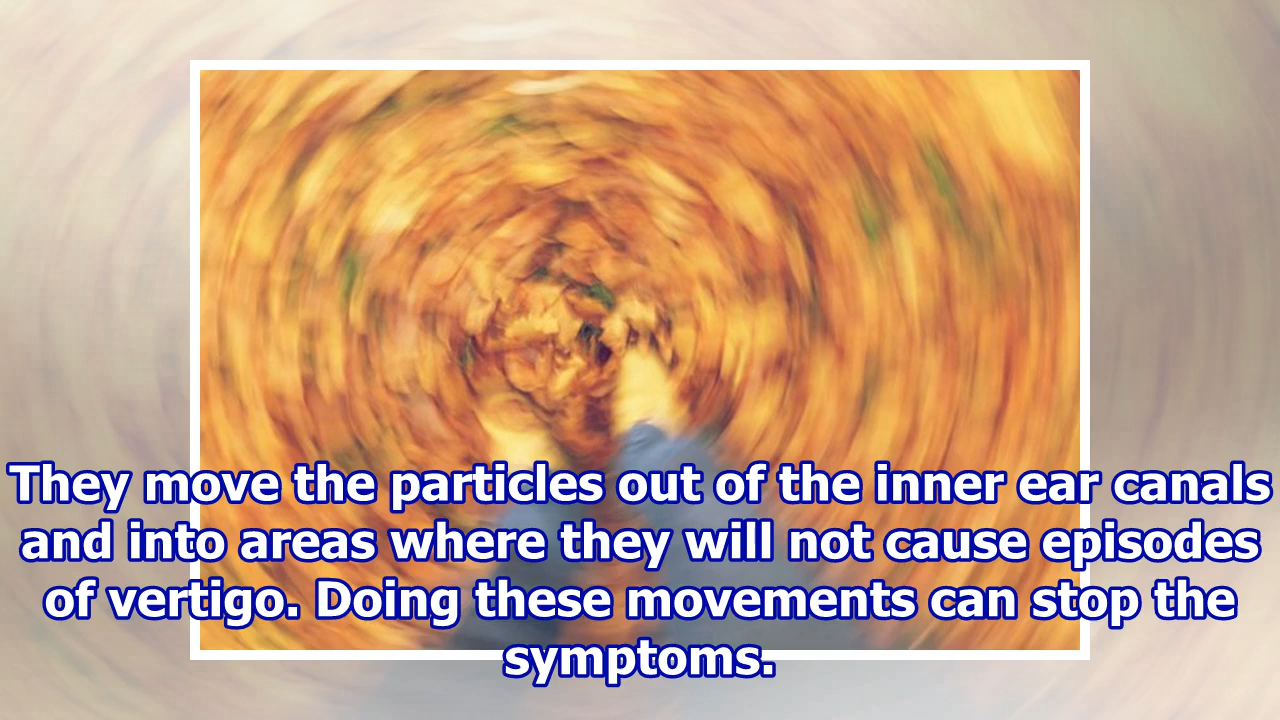 They move the particles out of the inner ear canals
and into areas where they will not cause episodes
of vertigo. Doing these movements can stop the
symptoms.